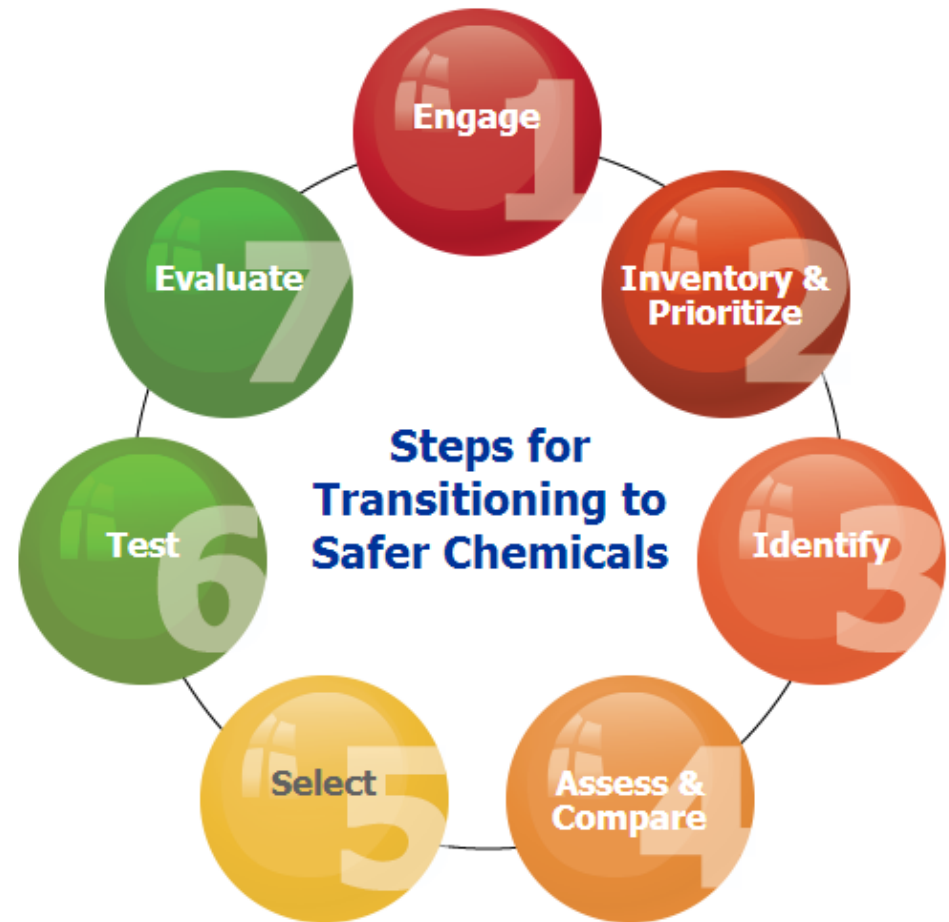 Engage
1
Inventory &
Prioritize
2
Identify
3
Assess &
Compare
4
Select
5
Test
6
Evaluate
7
Steps for
Transitioning to
Safer Chemicals